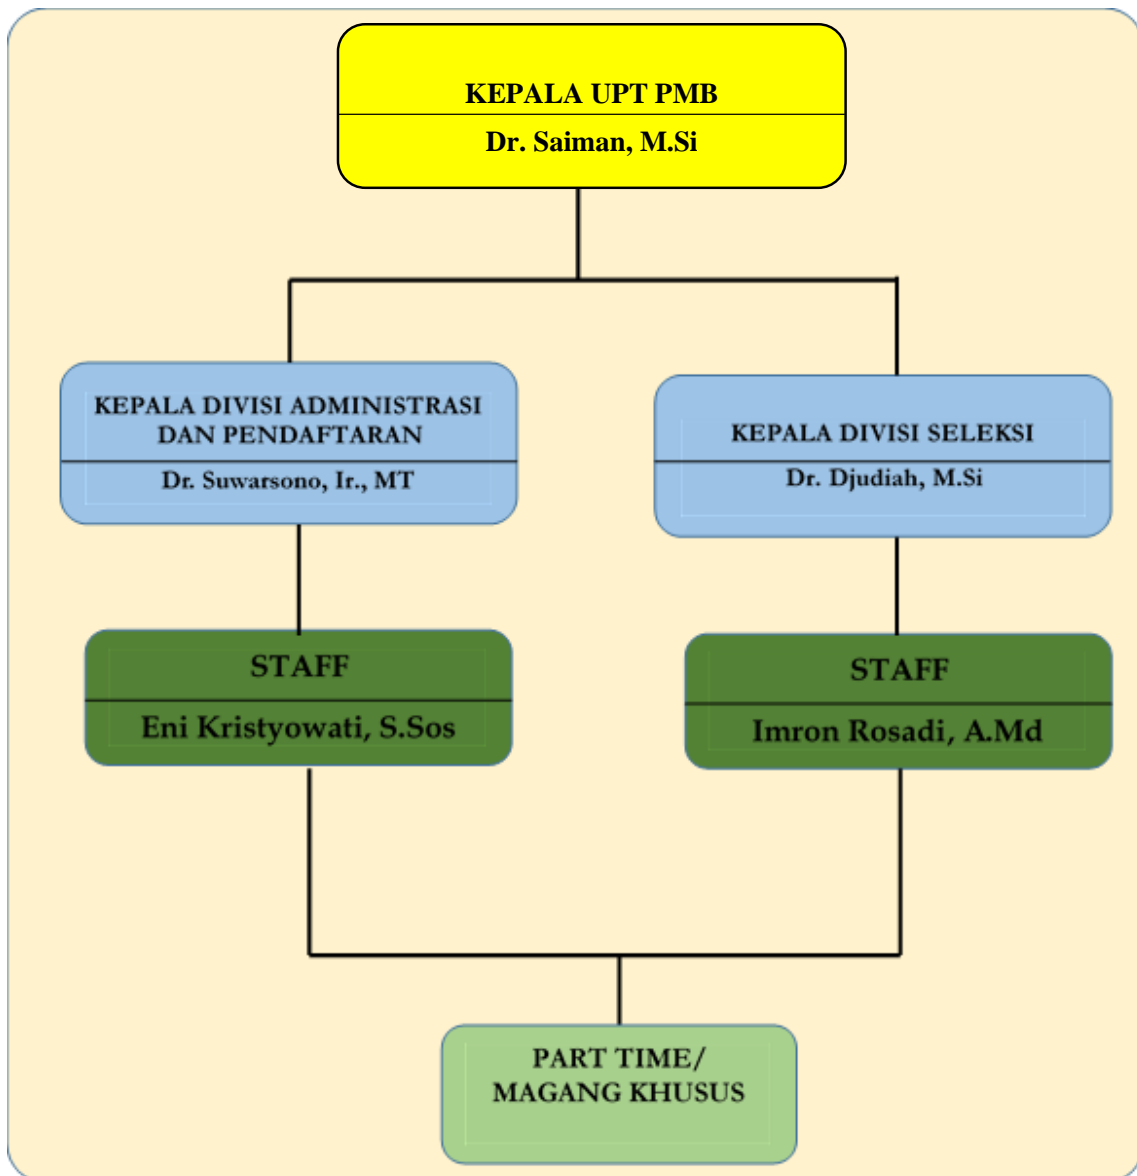 KEPALA UPT PMB
Dr. Saiman, M.Si
KEPALA DIVISI ADMINISTRASI
DAN PENDAFTARAN
Dr. Suwarsono, Ir., MT
KEPALA DIVISI SELEKSI
Dr. Djudiah, M.Si
STAFF
Eni Kristyowati, S.Sos
STAFF
Imron Rosadi, A.Md
PART TIME/
MAGANG KHUSUS